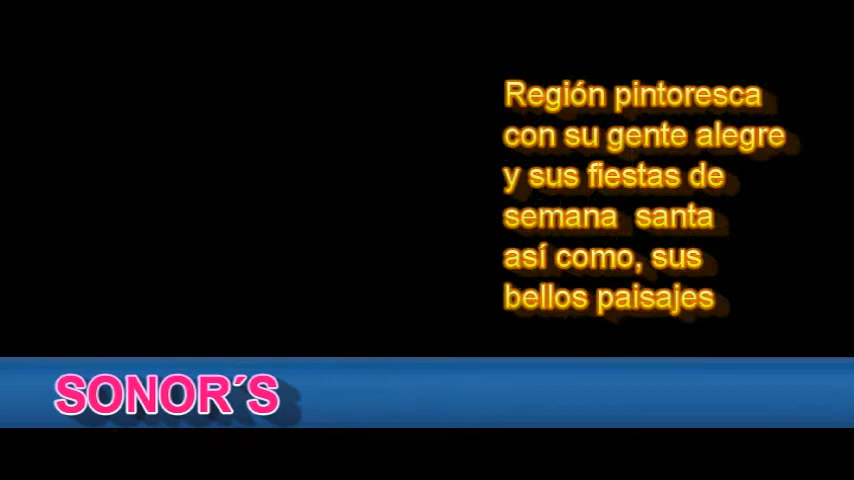 Región pintoresca
con su gente alegre
y sus fiestas de
semana  santa
así como, sus
bellos paisajes
SONOR´S